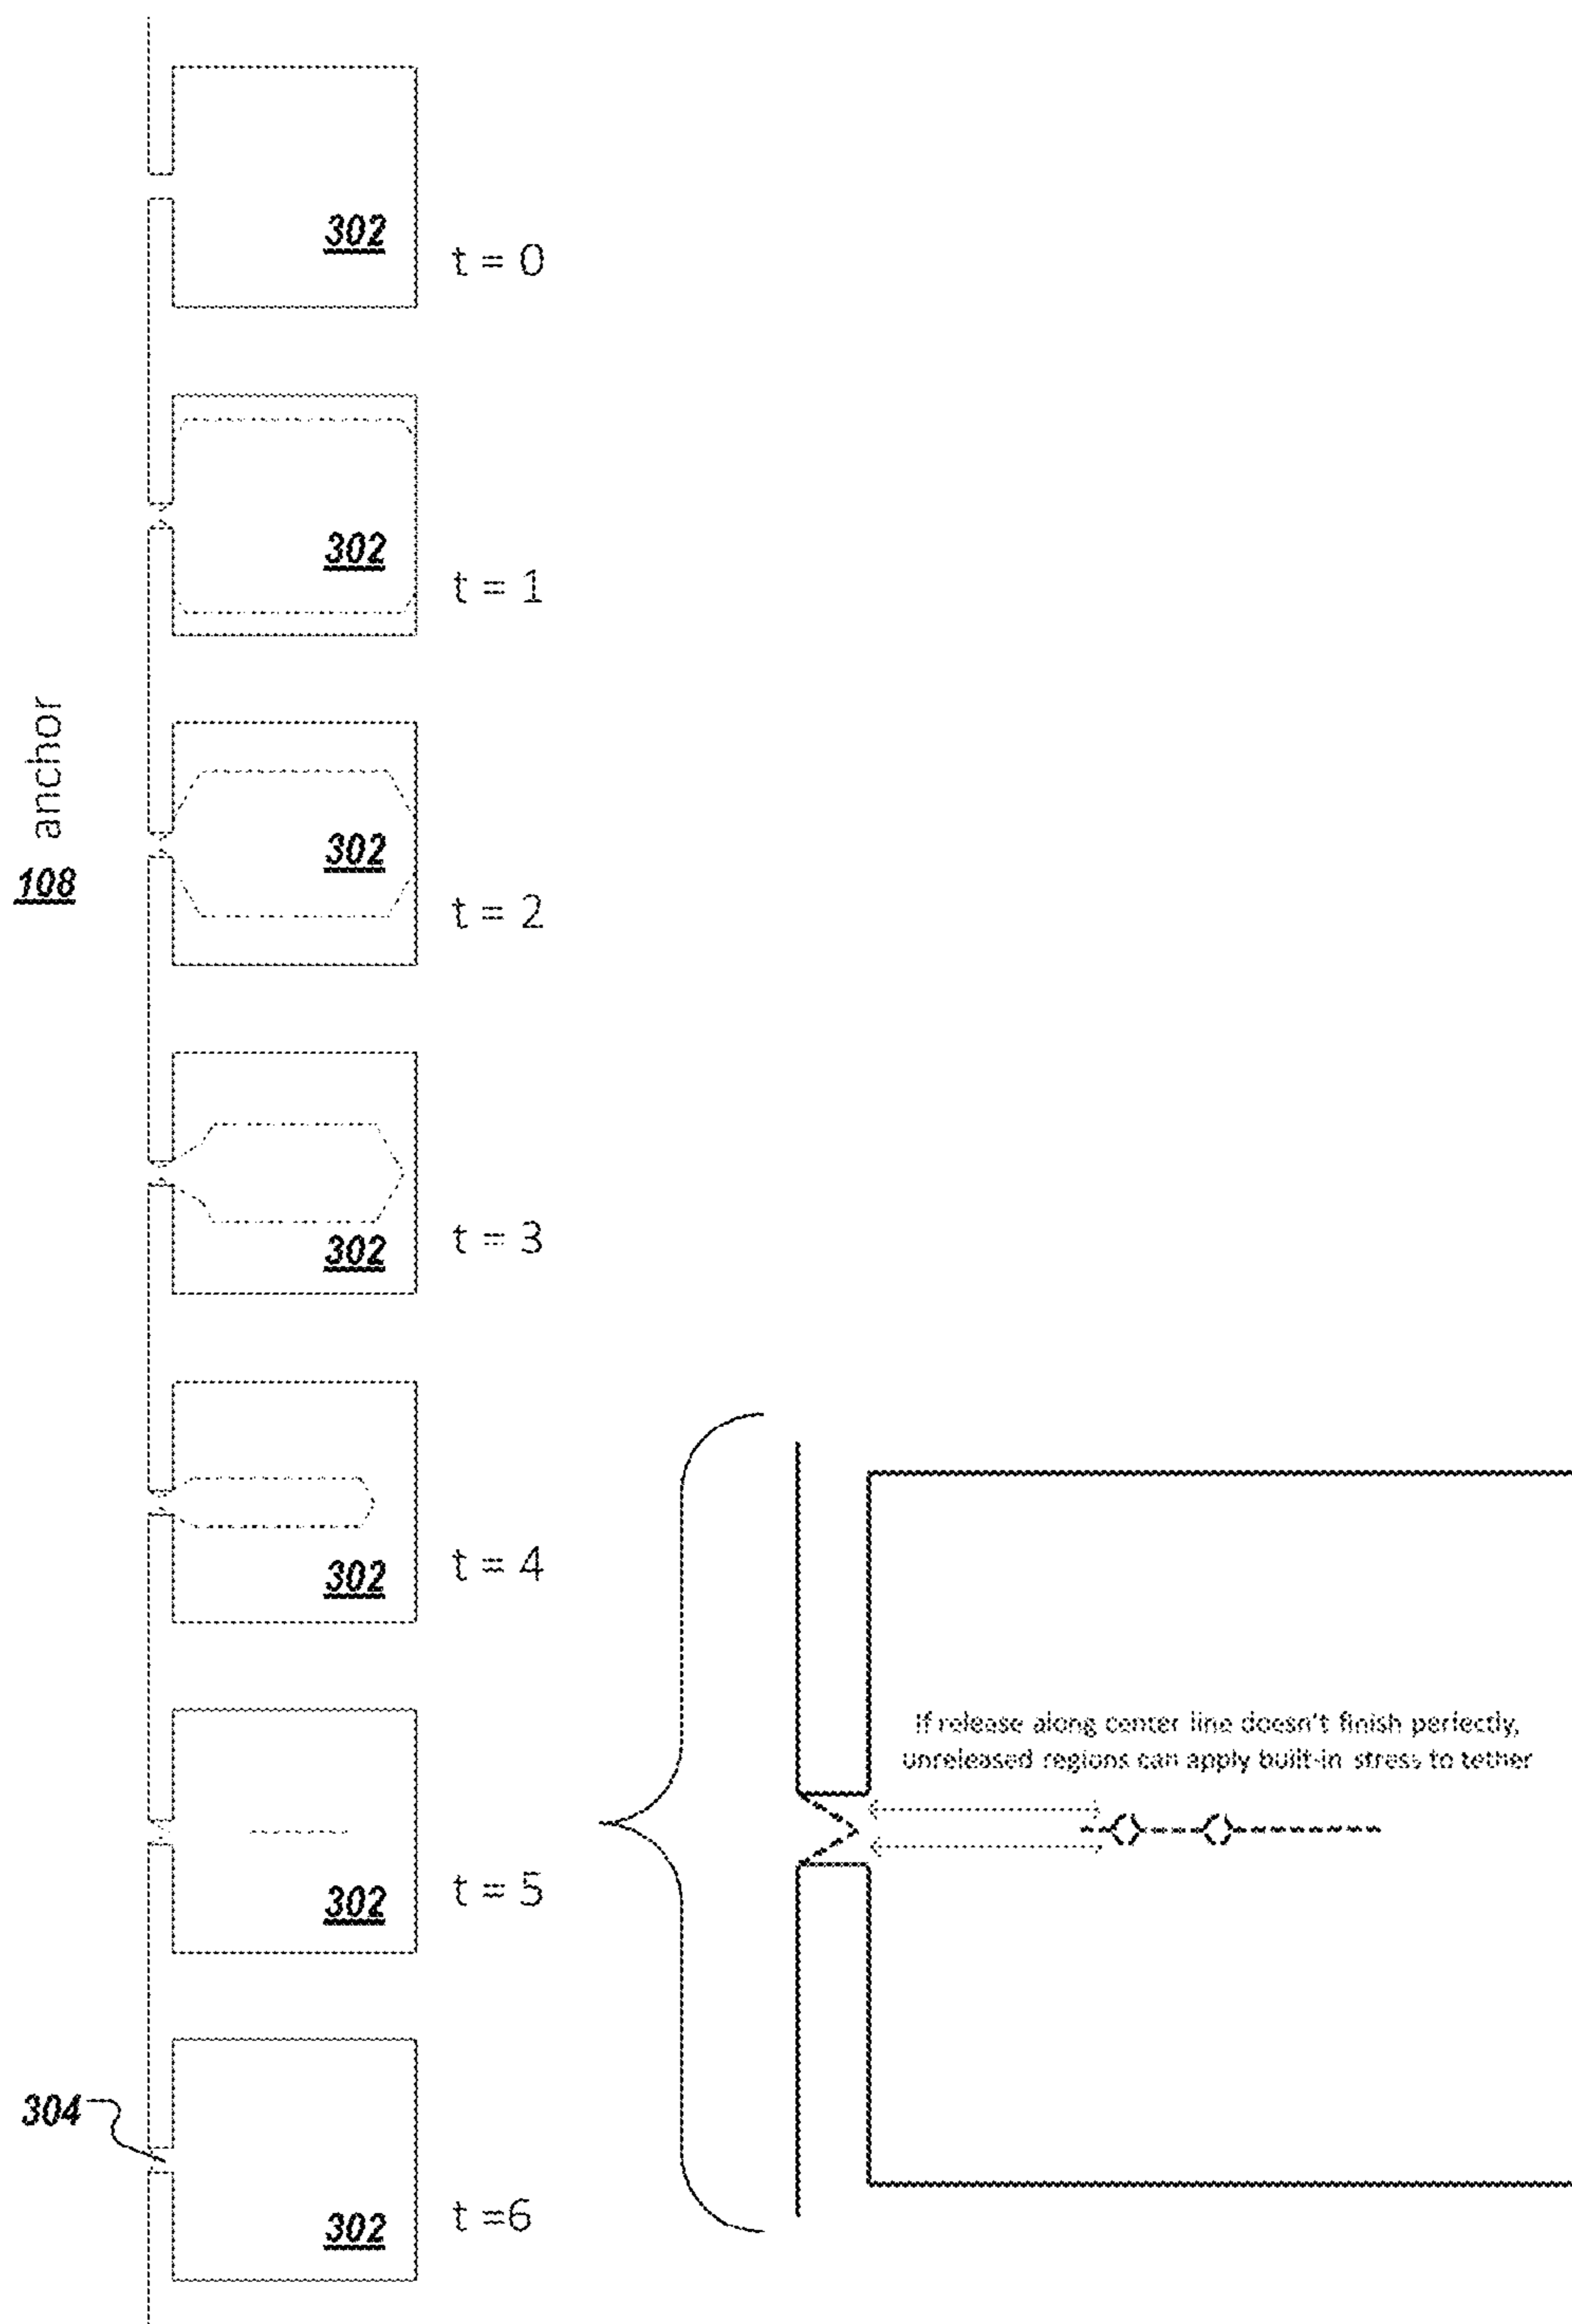 302
t = 0
302
t = 1
anchor
108
302
t = 2
302
t = 3
302
t = 4
If release along center line doesn't finish perfectly,
unreleased regions can apply built-in stress to tether
302
t = 5
304
302
t =6